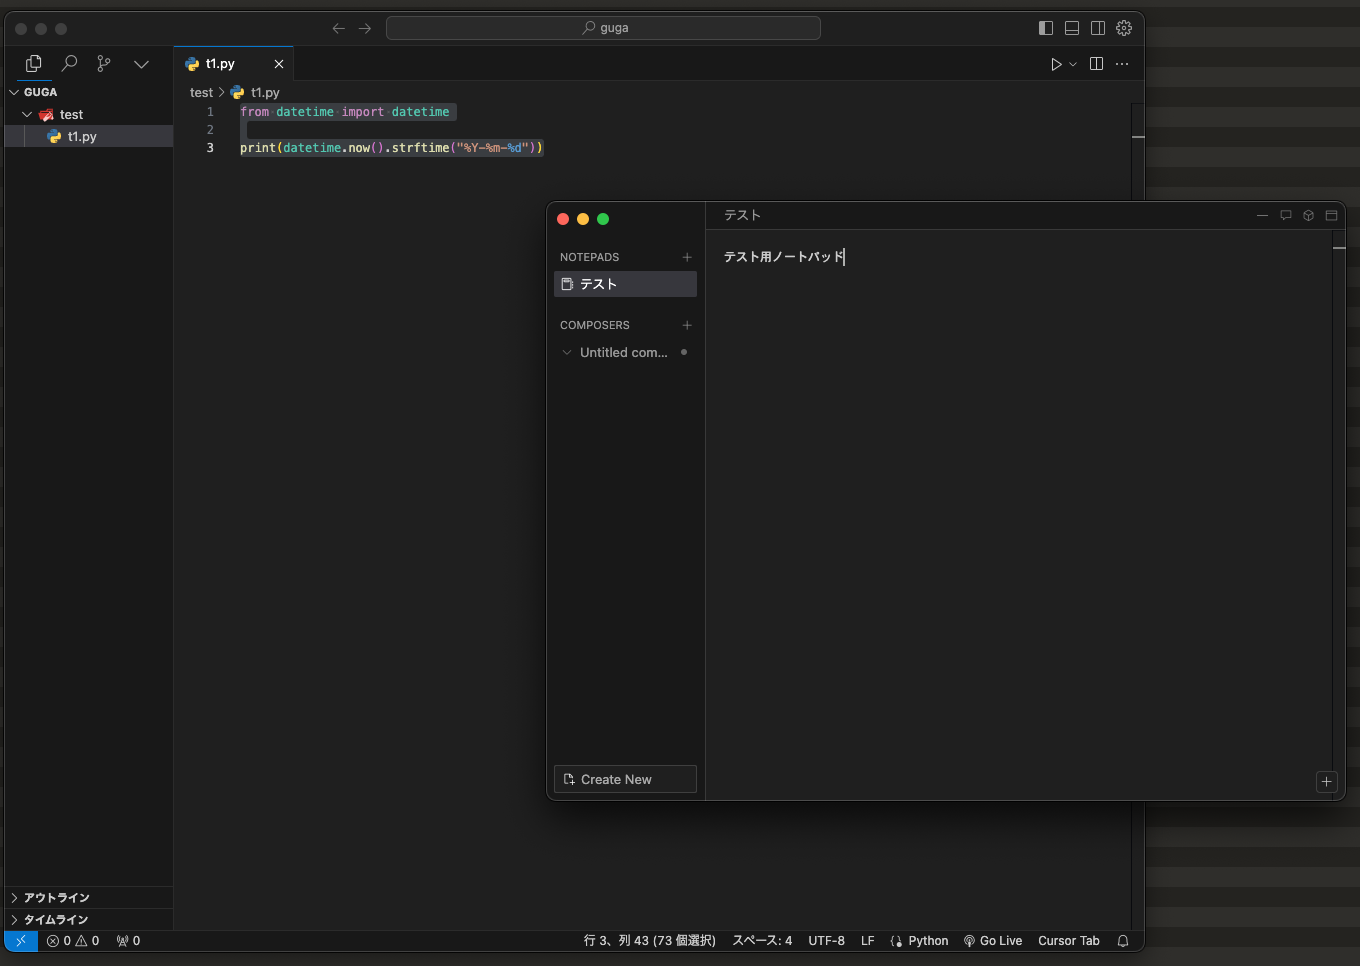 guga
t1.py
GUGA
test
t1.py
test > t1.py
1 from datetime import datetime
2
3 print(datetime.now().strftime("%Y-%m-%d"))
テスト
NOTEPADS
テスト
テスト用ノートパッド
COMPOSERS
Untitled com...
Create New
アウトライン
タイムライン
0 0 0
行 3、列 43 (73 個選択) スペース: 4 UTF-8 LF Python Go Live Cursor Tab